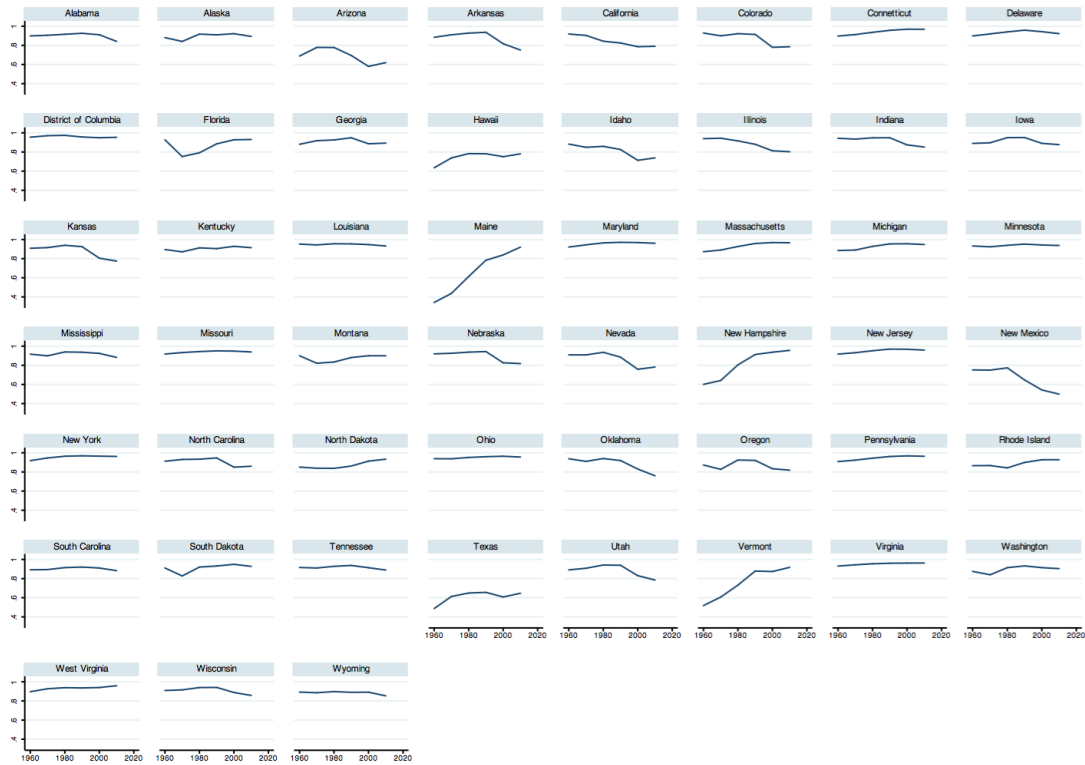 Alabama Alaska Arizona Arkansas California Colorado Connetticut Delaware
.4 .6 .8 1
District of Columbia Florida Georgia Hawaii Idaho Illinois Indiana Iowa
.4 .6 .8 1
Kansas Kentucky Louisiana Maine Maryland Massachusetts Michigan Minnesota
.4 .6 .8 1
Mississippi Missouri Montana Nebraska Nevada New Hampshire New Jersey New Mexico
.4 .6 .8 1
New York North Carolina North Dakota Ohio Oklahoma Oregon Pennsylvania Rhode Island
.4 .6 .8 1
South Carolina South Dakota Tennessee Texas Utah Vermont Virginia Washington
.4 .6 .8 1
1960 1980 2000 2020 1960 1980 2000 2020 1960 1980 2000 2020 1960 1980 2000 2020 1960 1980 2000 2020
West Virginia Wisconsin Wyoming
.4 .6 .8 1
1960 1980 2000 2020 1960 1980 2000 2020 1960 1980 2000 2020